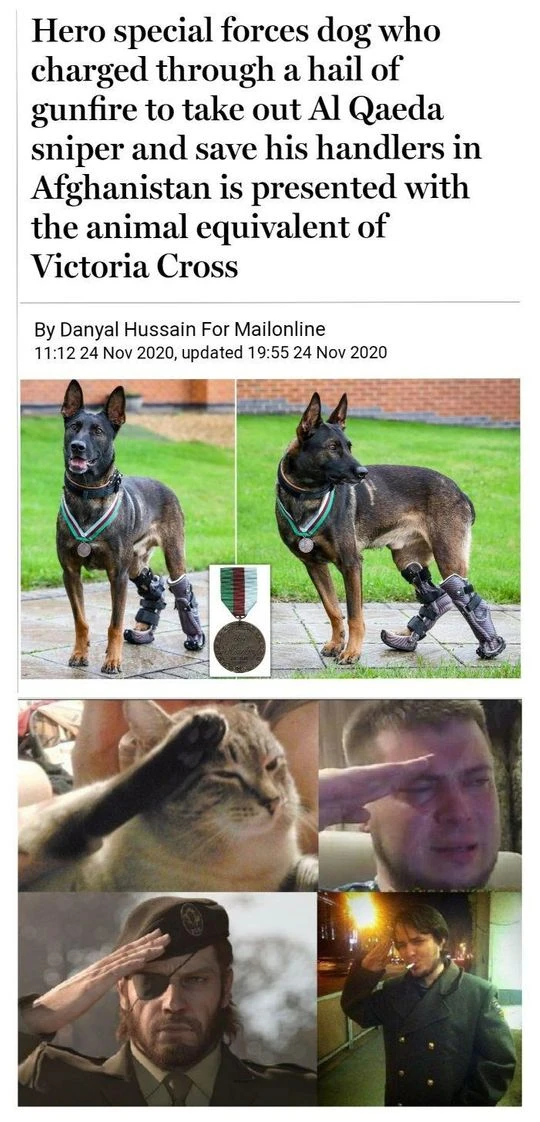 Hero special forces dog who
charged through a hail of
gunfire to take out Al Qaeda
sniper and save his handlers in
Afghanistan is presented with
the animal equivalent of
Victoria Cross
By Danyal Hussain For Mailonline
11:12 24 Nov 2020, updated 19:55 24 Nov 2020